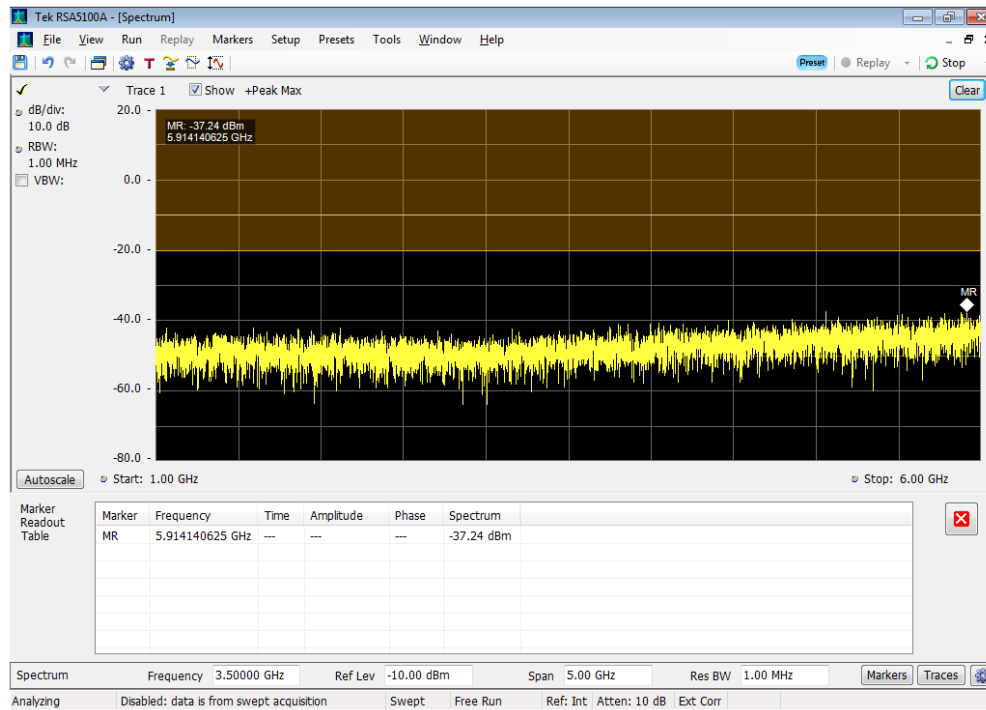 Tek RSA5100A - [Spectrum]
File View Run Replay Markers Setup Presets Tools Window Help
T Preset Replay Stop
Trace 1 Show +Peak Max Clear
dB/div:
10.0 dB
RBW:
1.00 MHz
VBW:
20.0
0.0
-20.0
-40.0
-60.0
-80.0
MR: -37.24 dBm
5.914140625 GHz
MR
Autoscale Start: 1.00 GHz Stop: 6.00 GHz
Marker
Readout
Table
Marker Frequency Time Amplitude Phase Spectrum
MR 5.914140625 GHz --- --- --- -37.24 dBm
Spectrum Frequency 3.50000 GHz Ref Lev -10.00 dBm Span 5.00 GHz Res BW 1.00 MHz Markers Traces
Analyzing Disabled: data is from swept acquisition Swept Free Run Ref: Int Atten: 10 dB Ext Corr